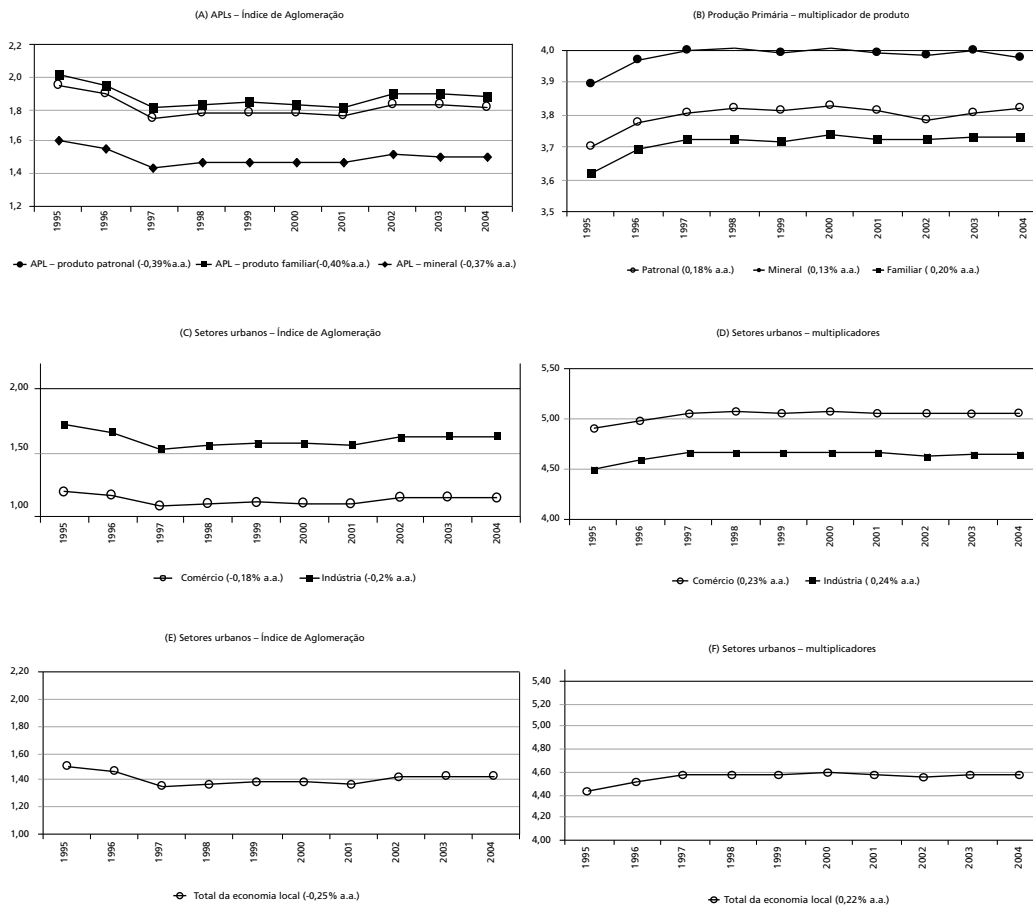 (A) APLs – Índice de Aglomeração
2,2
2,0
1,8
1,6
1,4
1,2
1995 1996 1997 1998 1999 2000 2001 2002 2003 2004
APL – produto patronal (-0,39%a.a.) APL – produto familiar(-0,40%a.a.) APL – mineral (-0,37% a.a.)
(B) Produção Primária – multiplicador de produto
4,0
3,9
3,8
3,7
3,6
3,5
1995 1996 1997 1998 1999 2000 2001 2002 2003 2004
Patronal (0,18% a.a.) Mineral (0,13% a.a.) Familiar ( 0,20% a.a.)
(C) Setores urbanos – Índice de Aglomeração
2,00
1,50
1,00
1995 1996 1997 1998 1999 2000 2001 2002 2003 2004
Comércio (-0,18% a.a.) Indústria (-0,2% a.a.)
(D) Setores urbanos – multiplicadores
5,50
5,00
4,50
4,00
1995 1996 1997 1998 1999 2000 2001 2002 2003 2004
Comércio (0,23% a.a.) Indústria ( 0,24% a.a.)
(E) Setores urbanos – Índice de Aglomeração
2,20
2,00
1,80
1,60
1,40
1,20
1,00
1995 1996 1997 1998 1999 2000 2001 2002 2003 2004
Total da economia local (-0,25% a.a.)
(F) Setores urbanos – multiplicadores
5,40
5,20
5,00
4,80
4,60
4,40
4,20
4,00
1995 1996 1997 1998 1999 2000 2001 2002 2003 2004
Total da economia local (0,22% a.a.)